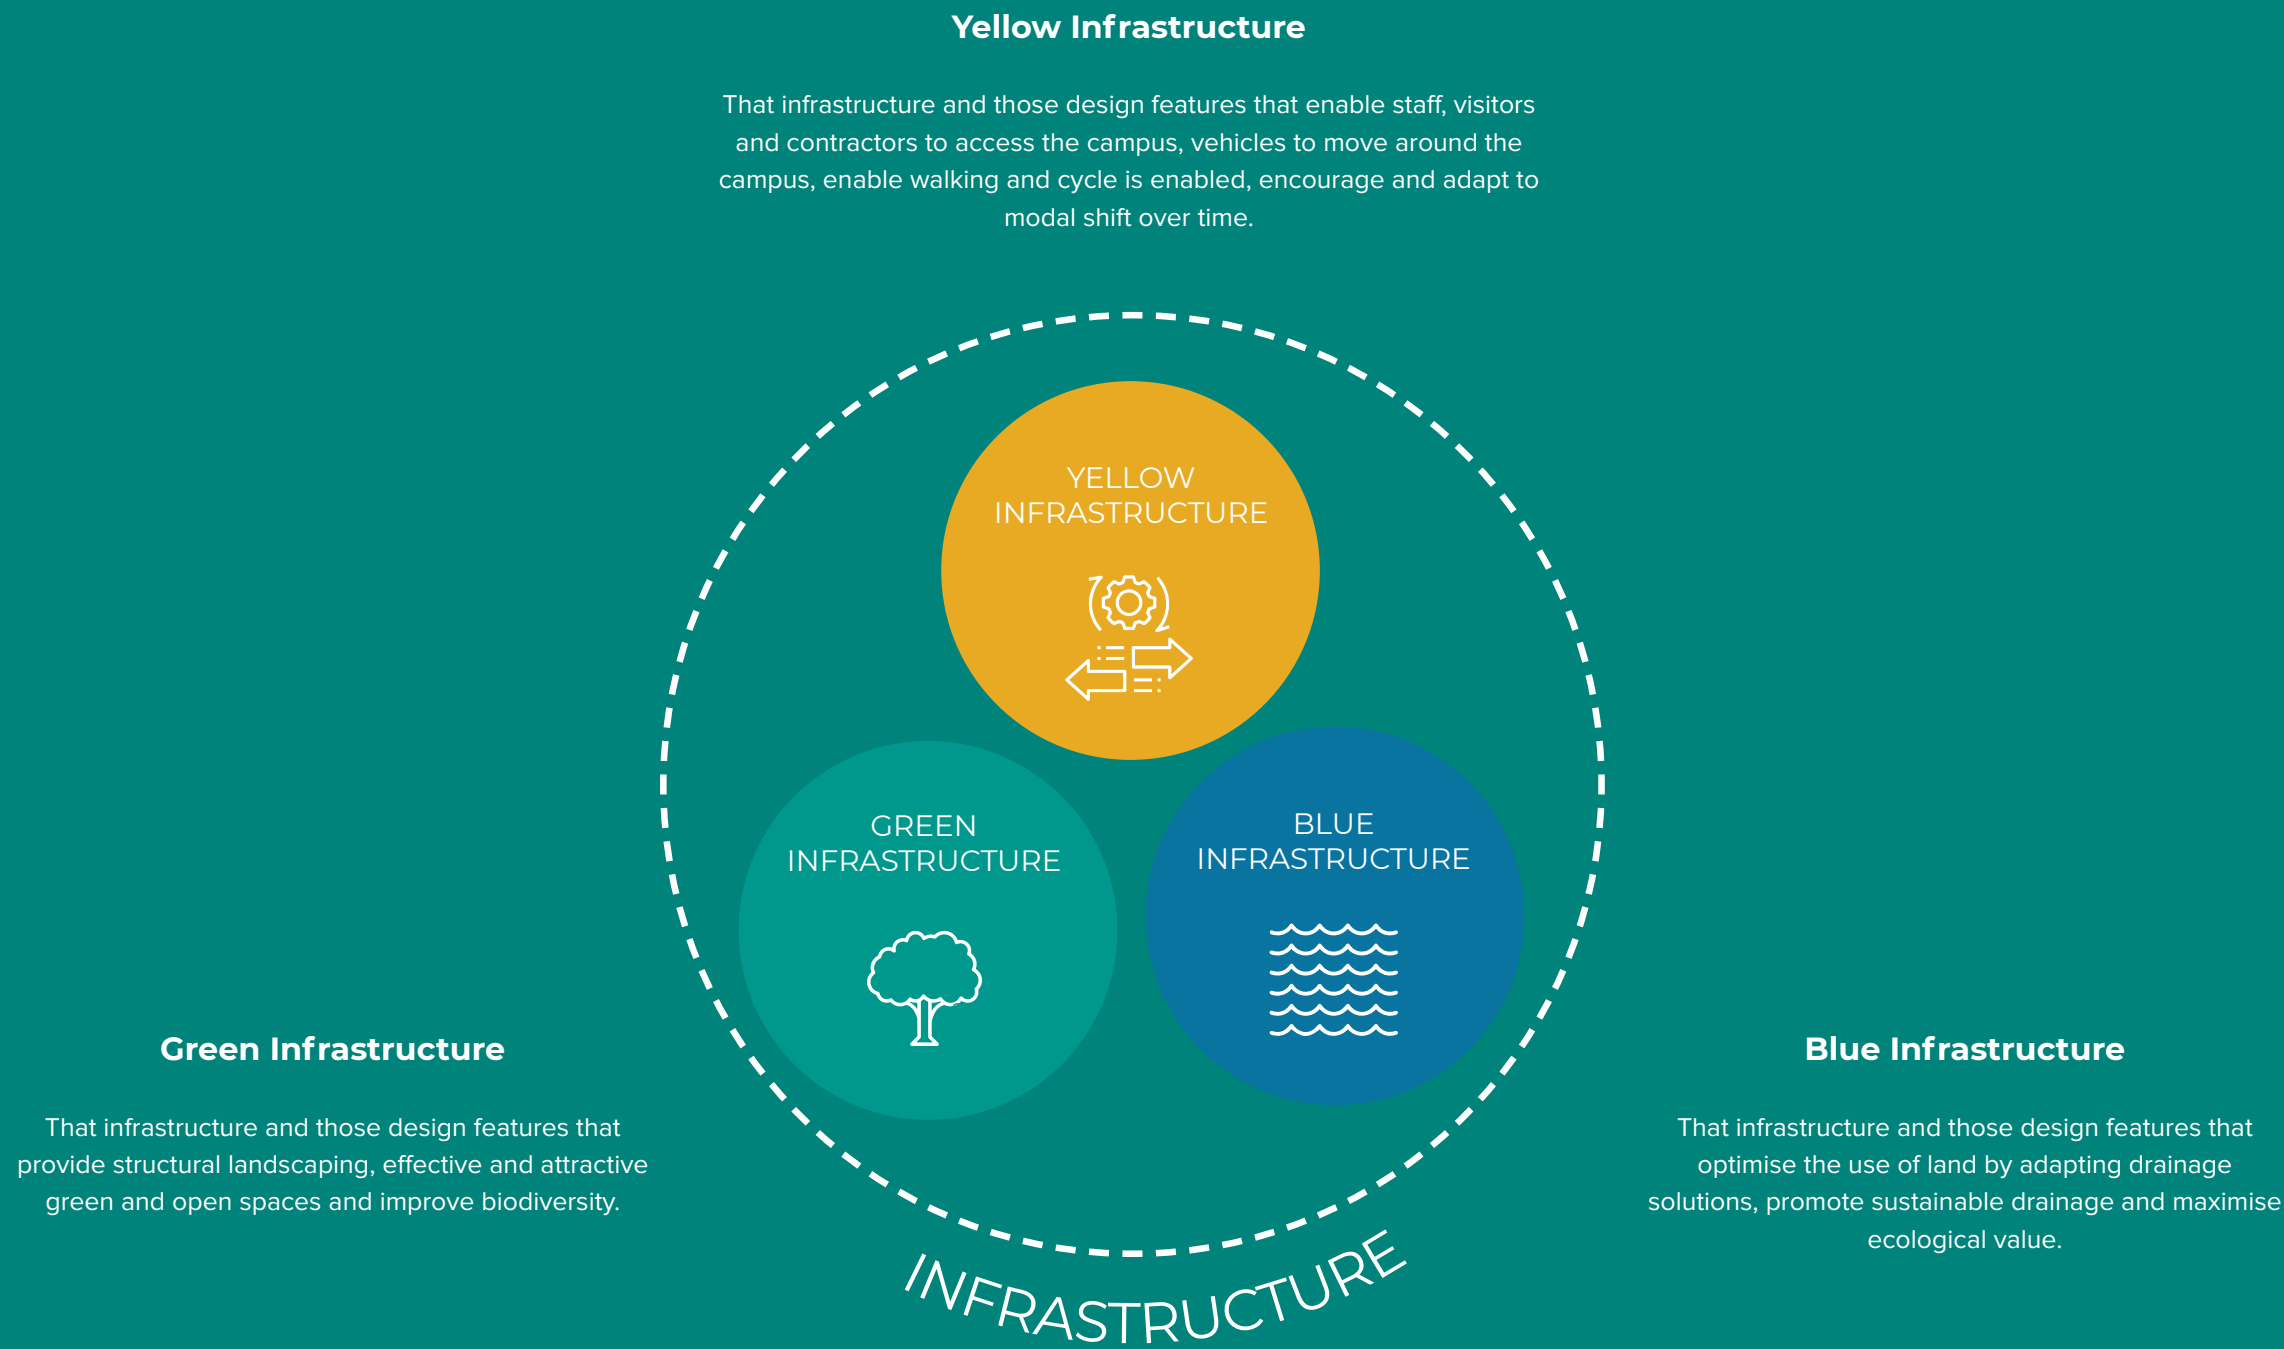 Yellow Infrastructure
That infrastructure and those design features that enable staff, visitors
and contractors to access the campus, vehicles to move around the
campus, enable walking and cycle is enabled, encourage and adapt to
modal shift over time.
YELLOW
INFRASTRUCTURE
GREEN
INFRASTRUCTURE
BLUE
INFRASTRUCTURE
Green Infrastructure
That infrastructure and those design features that
provide structural landscaping, effective and attractive
green and open spaces and improve biodiversity.
Blue Infrastructure
That infrastructure and those design features that
optimise the use of land by adapting drainage
solutions, promote sustainable drainage and maximise
ecological value.
INFRASTRUCTURE